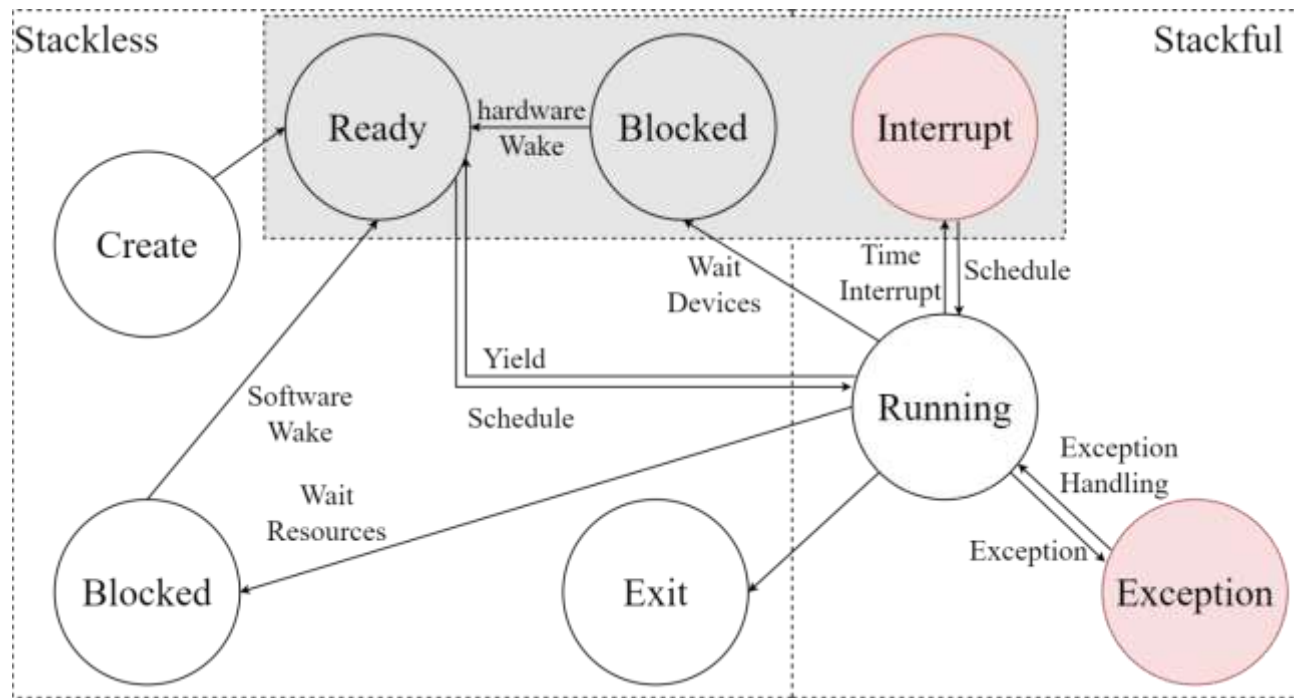 Stackless
Stackful
Ready
hardware
Wake
Blocked
Interrupt
Create
Wait
Devices
Time
Interrupt
Schedule
Yield
Schedule
Running
Software
Wake
Wait
Resources
Exception
Handling
Exception
Blocked
Exit
Exception